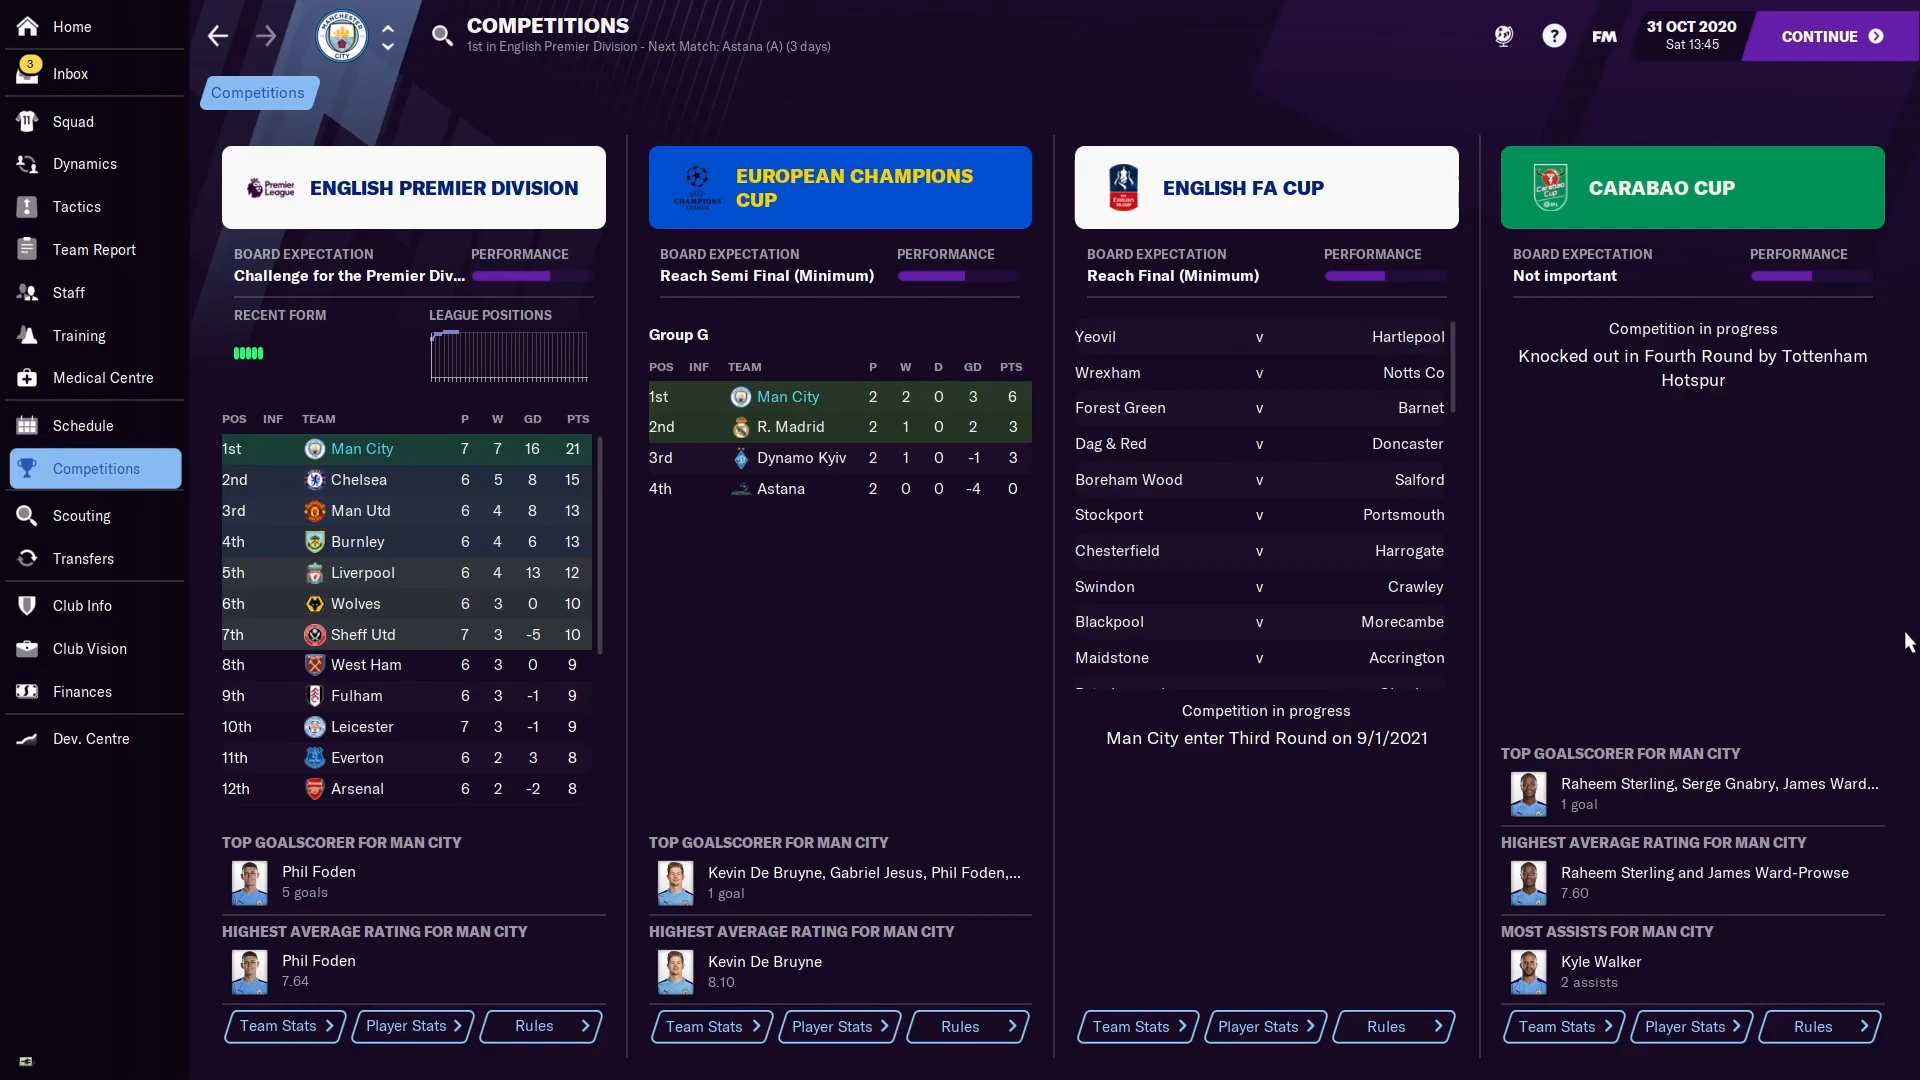 Home
3
Inbox
Squad
Dynamics
Tactics
Team Report
Staff
Training
Medical Centre
Schedule
Competitions
Scouting
Transfers
Club Info
Club Vision
Finances
Dev. Centre
MANCHESTER CITY
COMPETITIONS
1st in English Premier Division - Next Match: Astana (A) (3 days)
?
FM
31 OCT 2020
Sat 13:45
CONTINUE
Competitions
Premier League
ENGLISH PREMIER DIVISION
BOARD EXPECTATION PERFORMANCE
Challenge for the Premier Div...
RECENT FORM LEAGUE POSITIONS
POS INF TEAM P W GD PTS
1st Man City 7 7 16 21
2nd Chelsea 6 5 8 15
3rd Man Utd 6 4 8 13
4th Burnley 6 4 6 13
5th Liverpool 6 4 13 12
6th Wolves 6 3 0 10
7th Sheff Utd 7 3 -5 10
8th West Ham 6 3 0 9
9th Fulham 6 3 -1 9
10th Leicester 7 3 -1 9
11th Everton 6 2 3 8
12th Arsenal 6 2 -2 8
TOP GOALSCORER FOR MAN CITY
Phil Foden
5 goals
HIGHEST AVERAGE RATING FOR MAN CITY
Phil Foden
7.64
Team Stats Player Stats Rules
CHAMPIONS LEAGUE
EUROPEAN CHAMPIONS
CUP
BOARD EXPECTATION PERFORMANCE
Reach Semi Final (Minimum)
Group G
POS INF TEAM P W D GD PTS
1st Man City 2 2 0 3 6
2nd R. Madrid 2 1 0 2 3
3rd Dynamo Kyiv 2 1 0 -1 3
4th Astana 2 0 0 -4 0
TOP GOALSCORER FOR MAN CITY
Kevin De Bruyne, Gabriel Jesus, Phil Foden,...
1 goal
HIGHEST AVERAGE RATING FOR MAN CITY
Kevin De Bruyne
8.10
Team Stats Player Stats Rules
ENGLISH FA CUP
BOARD EXPECTATION PERFORMANCE
Reach Final (Minimum)
Yeovil v Hartlepool
Wrexham v Notts Co
Forest Green v Barnet
Dag & Red v Doncaster
Boreham Wood v Salford
Stockport v Portsmouth
Chesterfield v Harrogate
Swindon v Crawley
Blackpool v Morecambe
Maidstone v Accrington
Competition in progress
Man City enter Third Round on 9/1/2021
Team Stats Player Stats Rules
Carabao Cup
CARABAO CUP
BOARD EXPECTATION PERFORMANCE
Not important
Competition in progress
Knocked out in Fourth Round by Tottenham
Hotspur
TOP GOALSCORER FOR MAN CITY
Raheem Sterling, Serge Gnabry, James Ward...
1 goal
HIGHEST AVERAGE RATING FOR MAN CITY
Raheem Sterling and James Ward-Prowse
7.60
MOST ASSISTS FOR MAN CITY
Kyle Walker
2 assists
Team Stats Player Stats Rules